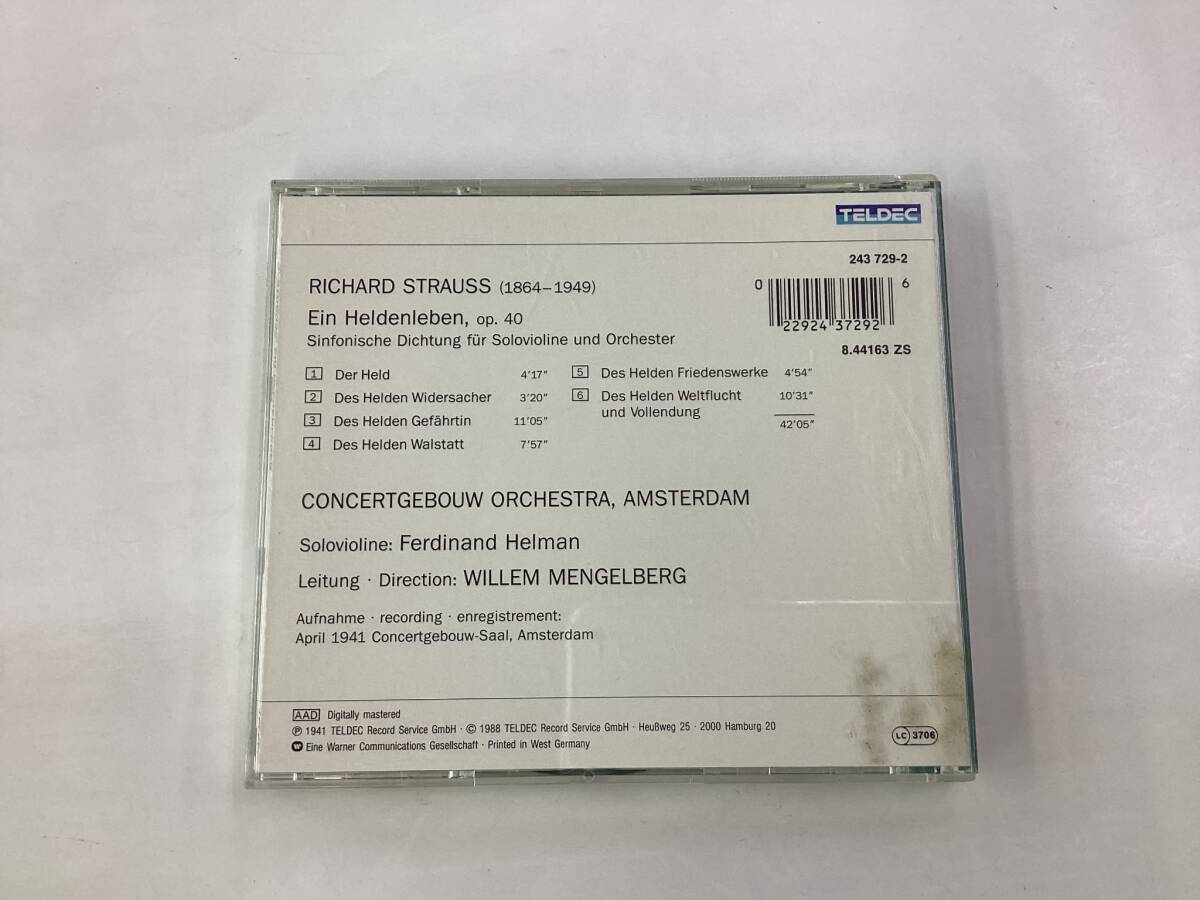 TELDEC
243 729-2
0 22924 37292 6
8.44163 ZS
RICHARD STRAUSS (1864–1949)
Ein Heldenleben, op. 40
Sinfonische Dichtung für Solovioline und Orchester
1 Der Held 4'17"
2 Des Helden Widersacher 3'20"
3 Des Helden Gefährtin 11'05"
4 Des Helden Walstatt 7'57"
5 Des Helden Friedenswerke 4'54"
6 Des Helden Weltflucht 10'31"
und Vollendung
42'05"
CONCERTGEBOUW ORCHESTRA, AMSTERDAM
Solovioline: Ferdinand Helman
Leitung · Direction: WILLEM MENGELBERG
Aufnahme · recording · enregistrement:
April 1941 Concertgebouw-Saal, Amsterdam
AAD Digitally mastered
Ⓟ 1941 TELDEC Record Service GmbH · © 1988 TELDEC Record Service GmbH · Heußweg 25 · 2000 Hamburg 20
Eine Warner Communications Gesellschaft · Printed in West Germany
LC 3706